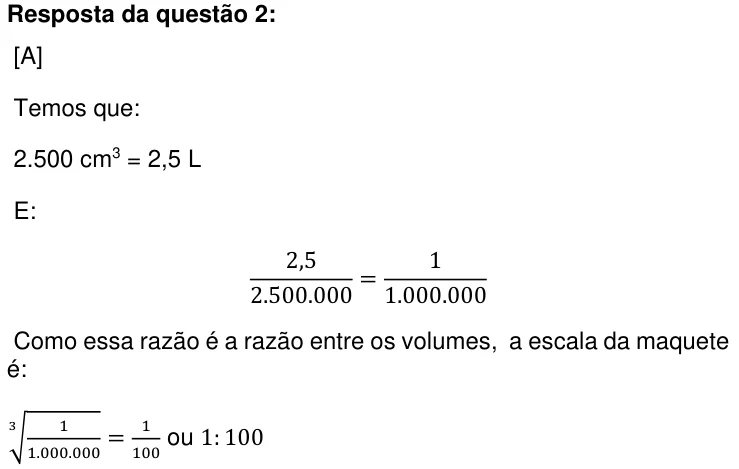 Resposta da questão 2:
[A]
Temos que:
2.500 cm³ = 2,5 L
E:
2,5/2.500.000 = 1/1.000.000
Como essa razão é a razão entre os volumes, a escala da maquete
é:
∛(1/1.000.000) = 1/100 ou 1: 100